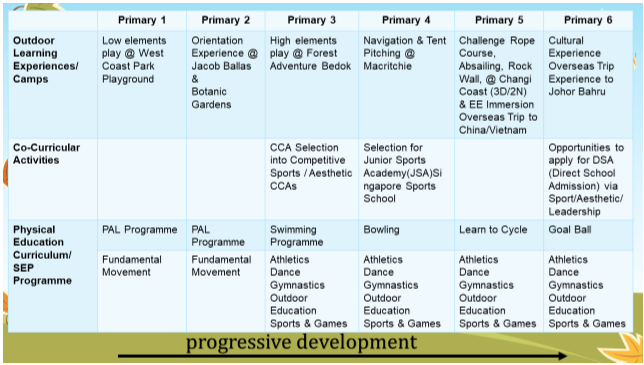 Primary 1 Primary 2 Primary 3 Primary 4 Primary 5 Primary 6
Outdoor
Learning
Experiences/
Camps
Low elements
play @ West
Coast Park
Playground
Orientation
Experience @
Jacob Ballas
&
Botanic
Gardens
High elements
play @ Forest
Adventure Bedok
Navigation & Tent
Pitching @
Macritchie
Challenge Rope
Course,
Absailing, Rock
Wall, @ Changi
Coast (3D/2N)
& EE Immersion
Overseas Trip to
China/Vietnam
Cultural
Experience
Overseas Trip
Experience to
Johor Bahru
Co-Curricular
Activities
CCA Selection
into Competitive
Sports / Aesthetic
CCAs
Selection for
Junior Sports
Academy(JSA)Si
ngapore Sports
School
Opportunities to
apply for DSA
(Direct School
Admission) via
Sport/Aesthetic/
Leadership
Physical
Education
Curriculum/
SEP
Programme
PAL Programme
PAL
Programme
Swimming
Programme
Bowling
Learn to Cycle
Goal Ball
Fundamental
Movement
Fundamental
Movement
Athletics
Dance
Gymnastics
Outdoor
Education
Sports & Games
Athletics
Dance
Gymnastics
Outdoor
Education
Sports & Games
Athletics
Dance
Gymnastics
Outdoor
Education
Sports & Games
Athletics
Dance
Gymnastics
Outdoor
Education
Sports & Games
progressive development